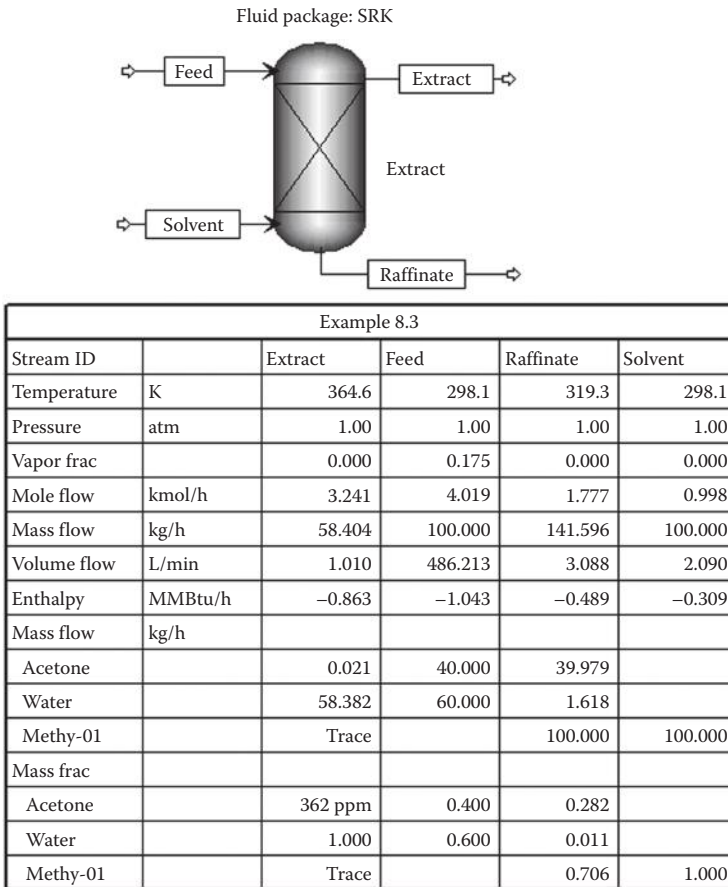 Fluid package: SRK
Feed
Extract
Extract
Solvent
Raffinate
Example 8.3
Stream ID Extract Feed Raffinate Solvent
Temperature K 364.6 298.1 319.3 298.1
Pressure atm 1.00 1.00 1.00 1.00
Vapor frac 0.000 0.175 0.000 0.000
Mole flow kmol/h 3.241 4.019 1.777 0.998
Mass flow kg/h 58.404 100.000 141.596 100.000
Volume flow L/min 1.010 486.213 3.088 2.090
Enthalpy MMBtu/h −0.863 −1.043 −0.489 −0.309
Mass flow kg/h
Acetone 0.021 40.000 39.979
Water 58.382 60.000 1.618
Methy-01 Trace 100.000 100.000
Mass frac
Acetone 362 ppm 0.400 0.282
Water 1.000 0.600 0.011
Methy-01 Trace 0.706 1.000